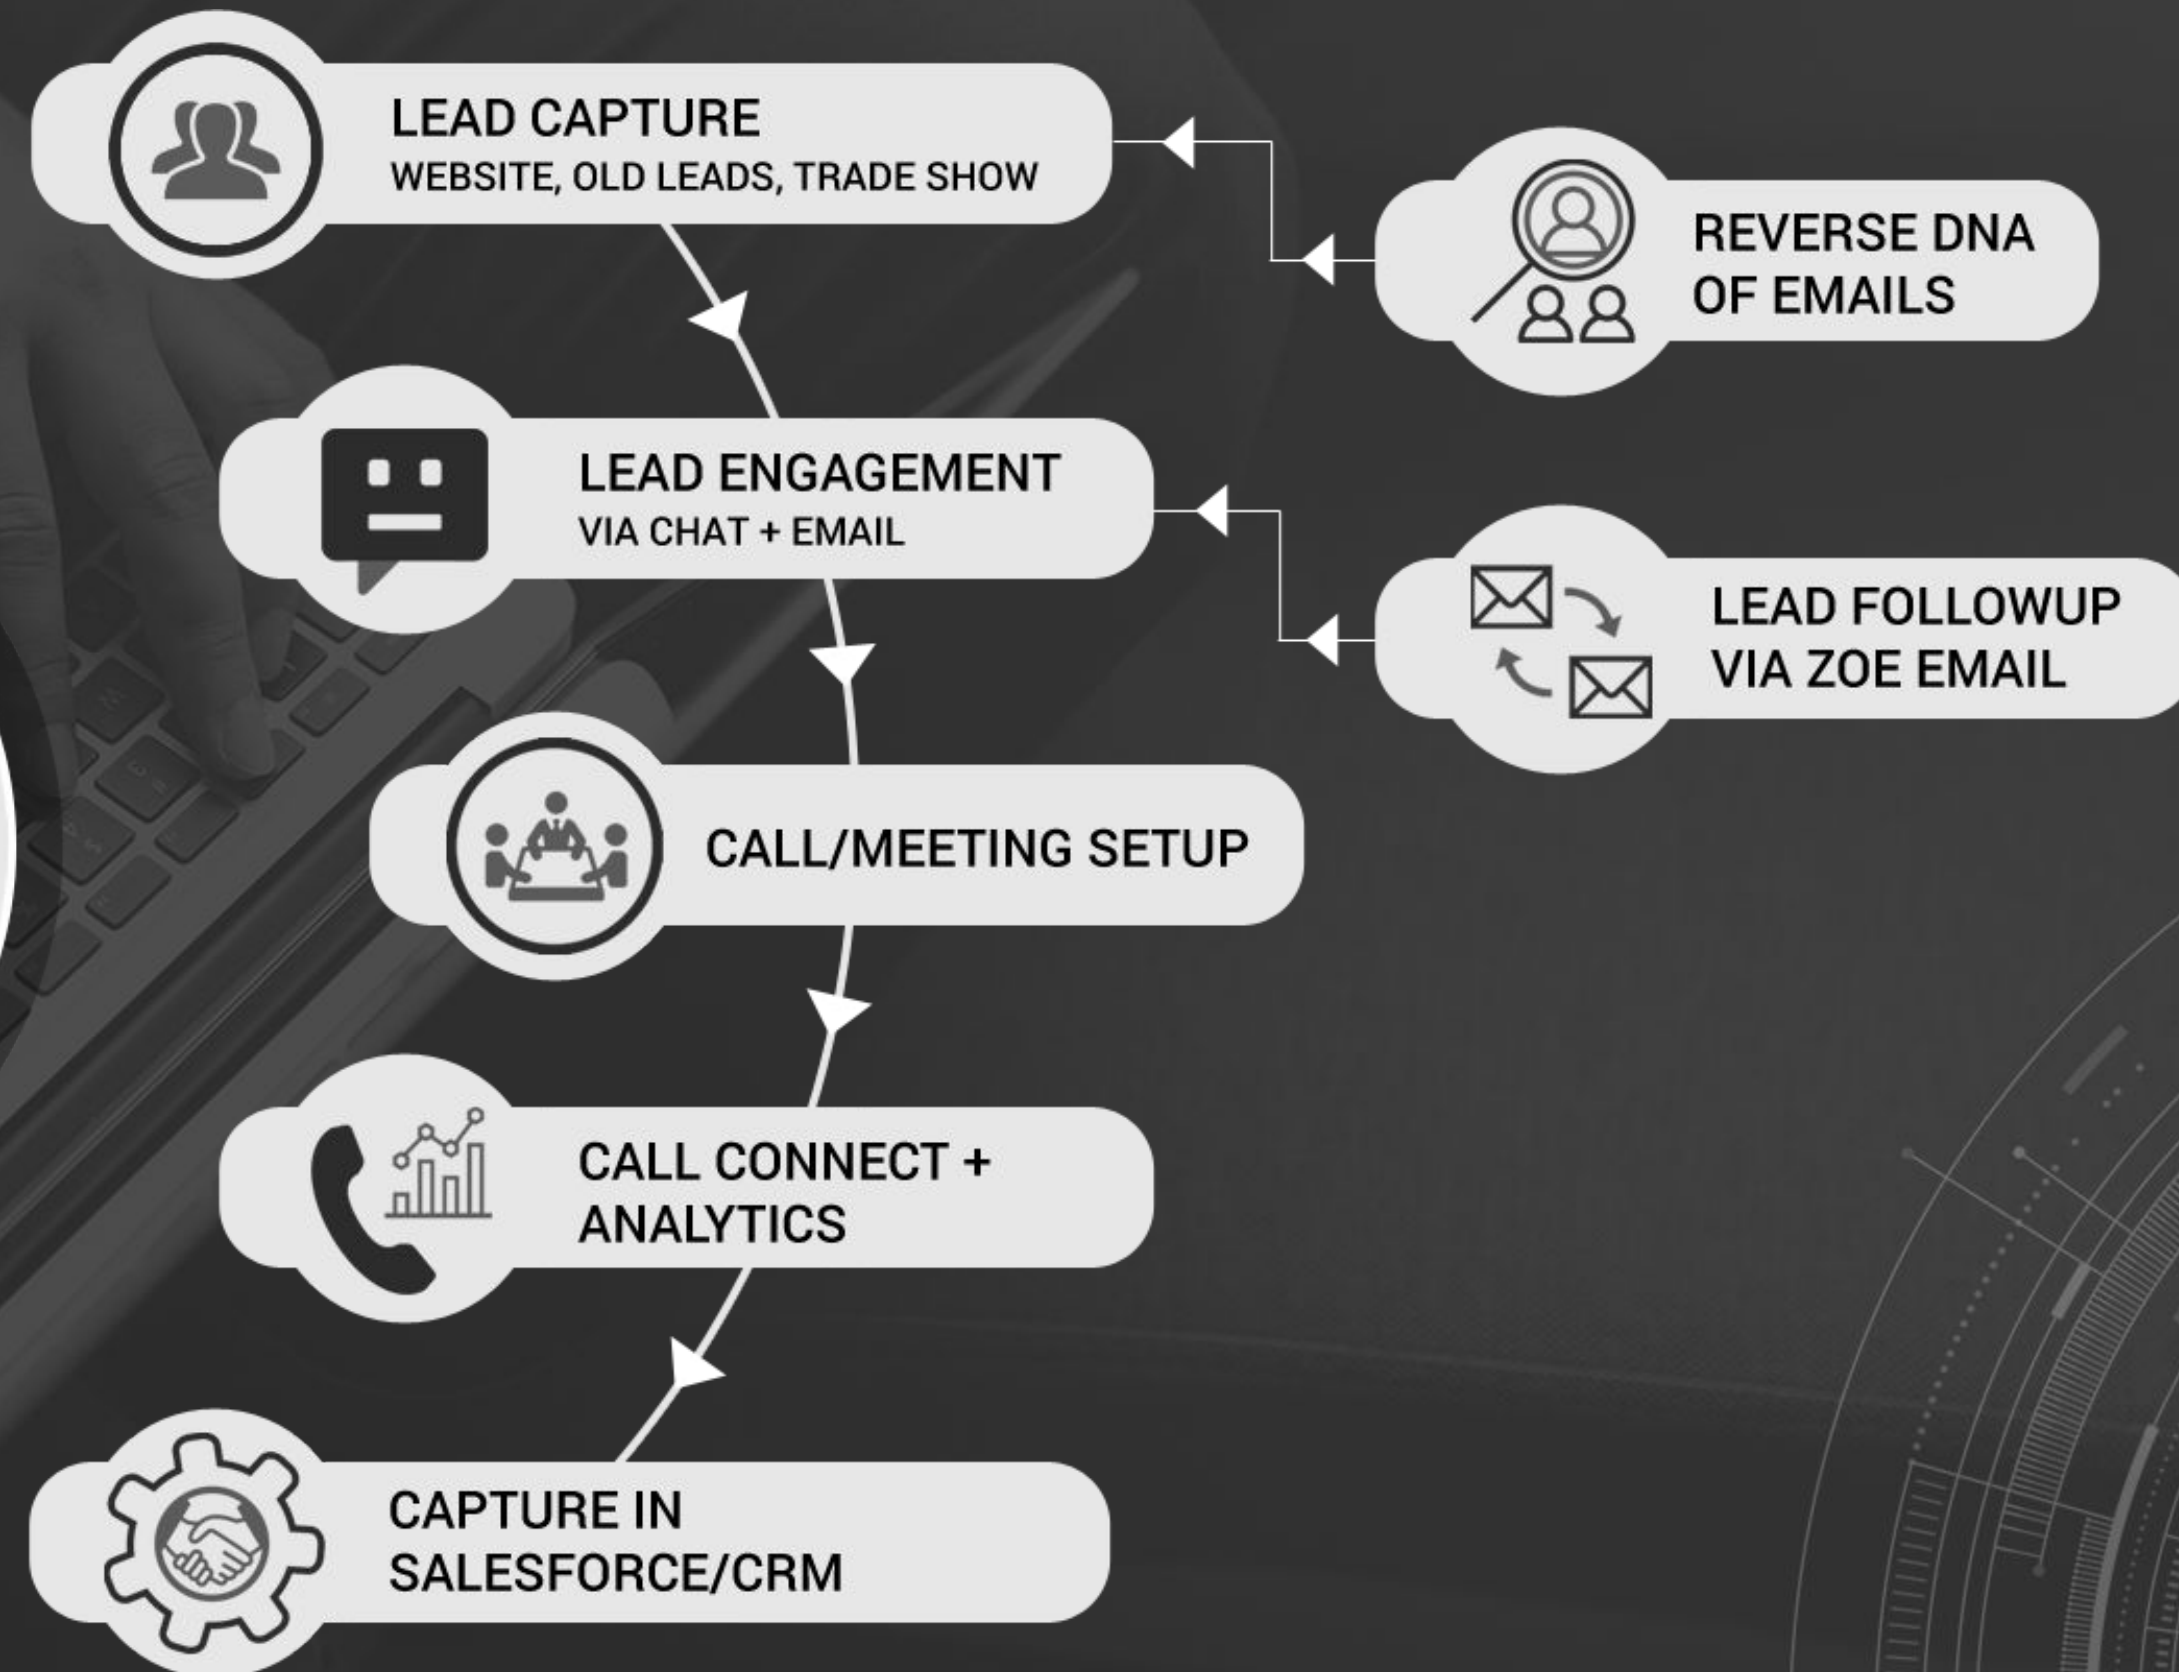 LEAD CAPTURE
WEBSITE, OLD LEADS, TRADE SHOW
REVERSE DNA
OF EMAILS
LEAD ENGAGEMENT
VIA CHAT + EMAIL
LEAD FOLLOWUP
VIA ZOE EMAIL
CALL/MEETING SETUP
CALL CONNECT +
ANALYTICS
CAPTURE IN
SALESFORCE/CRM